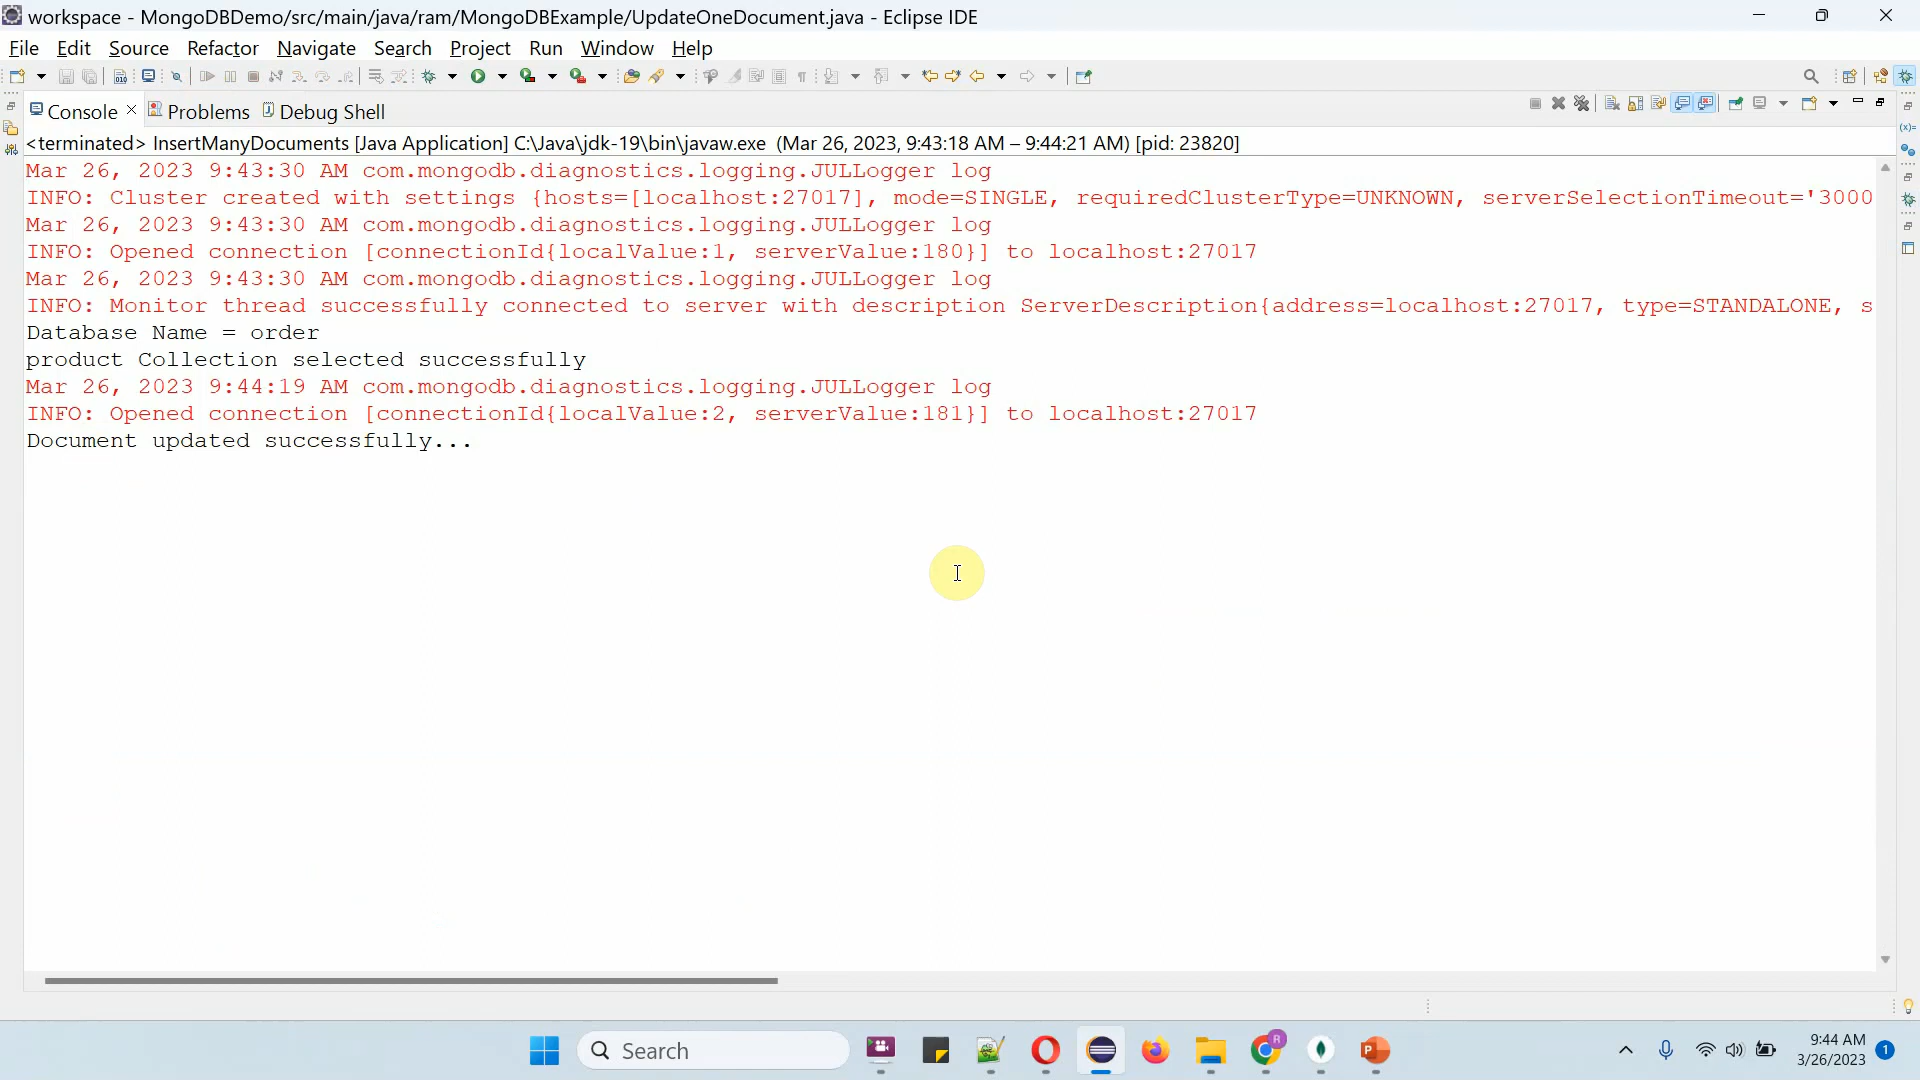 workspace - MongoDBDemo/src/main/java/ram/MongoDBExample/UpdateOneDocument.java - Eclipse IDE
File Edit Source Refactor Navigate Search Project Run Window Help
Console Problems Debug Shell
<terminated> InsertManyDocuments [Java Application] C:\Java\jdk-19\bin\javaw.exe (Mar 26, 2023, 9:43:18 AM – 9:44:21 AM) [pid: 23820]
Mar 26, 2023 9:43:30 AM com.mongodb.diagnostics.logging.JULLogger log
INFO: Cluster created with settings {hosts=[localhost:27017], mode=SINGLE, requiredClusterType=UNKNOWN, serverSelectionTimeout='3000
Mar 26, 2023 9:43:30 AM com.mongodb.diagnostics.logging.JULLogger log
INFO: Opened connection [connectionId{localValue:1, serverValue:180}] to localhost:27017
Mar 26, 2023 9:43:30 AM com.mongodb.diagnostics.logging.JULLogger log
INFO: Monitor thread successfully connected to server with description ServerDescription{address=localhost:27017, type=STANDALONE, s
Database Name = order
product Collection selected successfully
Mar 26, 2023 9:44:19 AM com.mongodb.diagnostics.logging.JULLogger log
INFO: Opened connection [connectionId{localValue:2, serverValue:181}] to localhost:27017
Document updated successfully...
Search
9:44 AM
3/26/2023
1